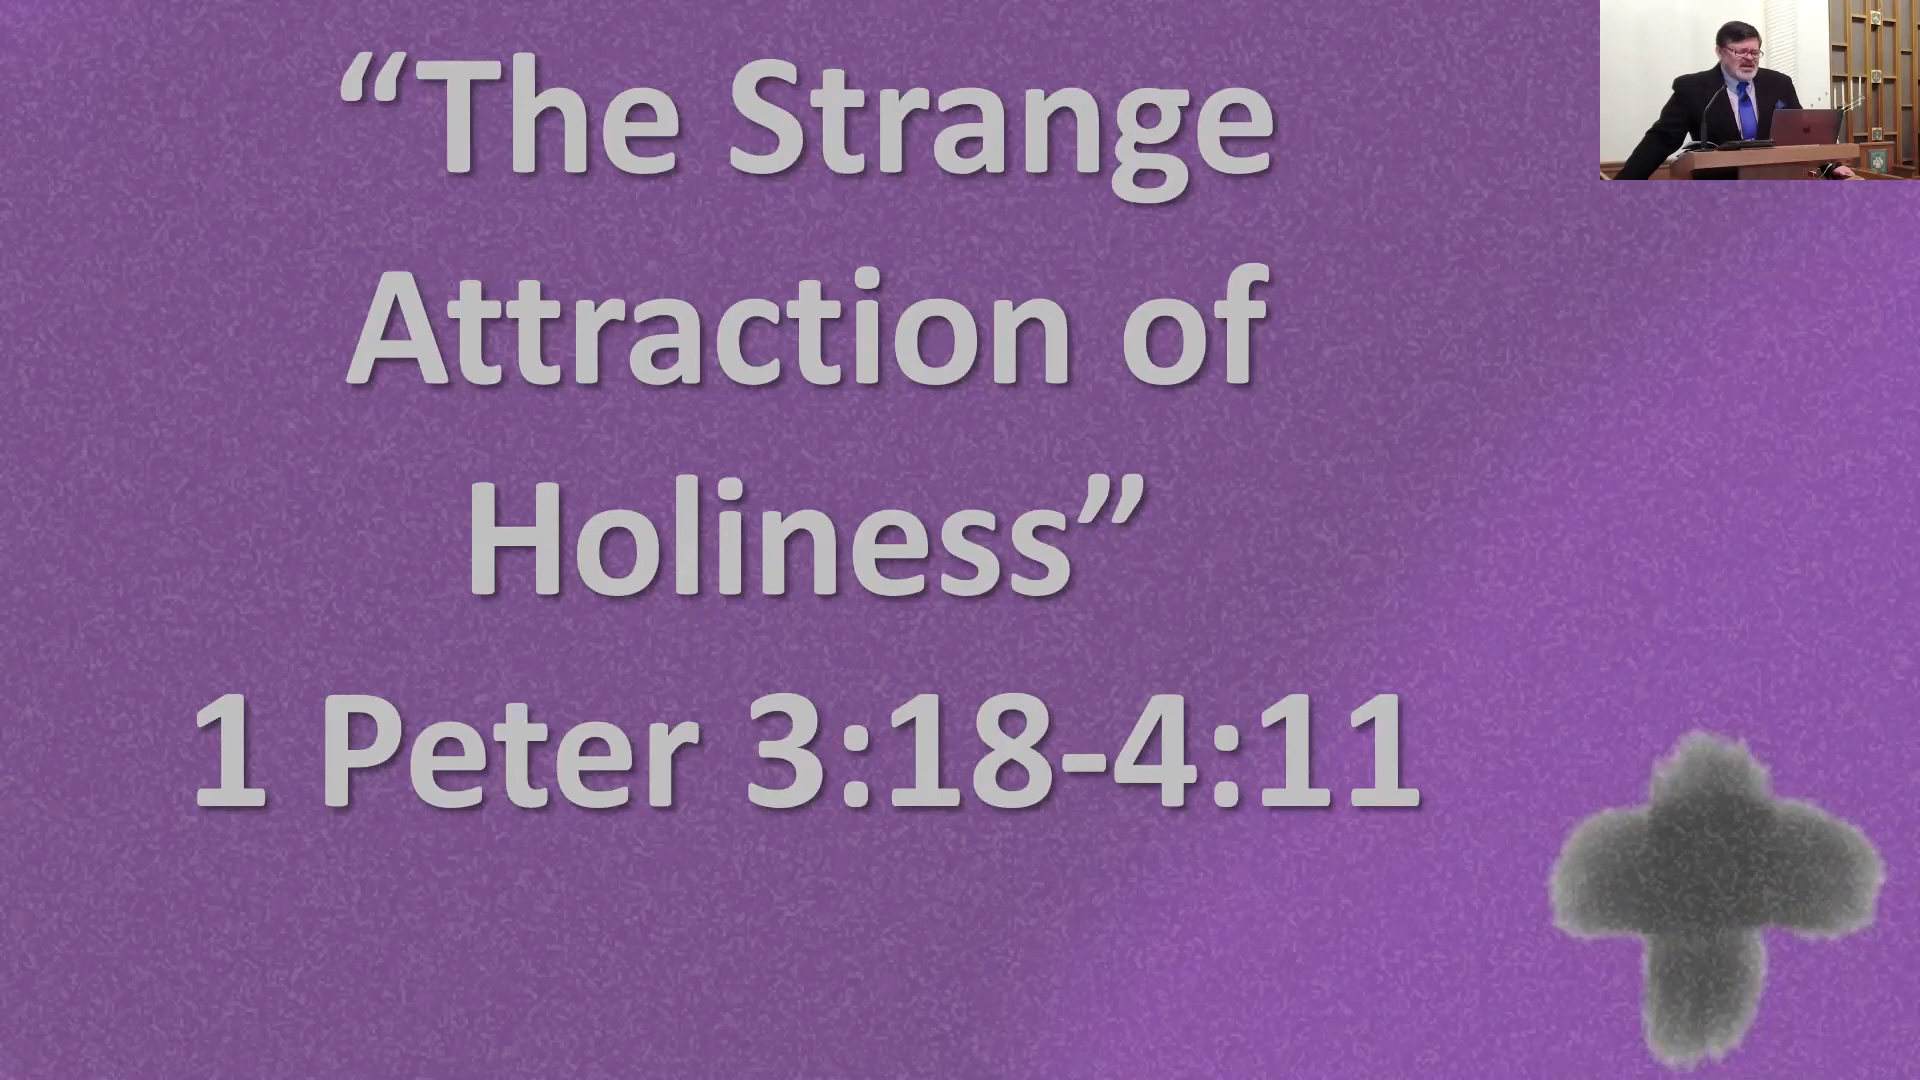 “The Strange
Attraction of
Holiness”
1 Peter 3:18-4:11